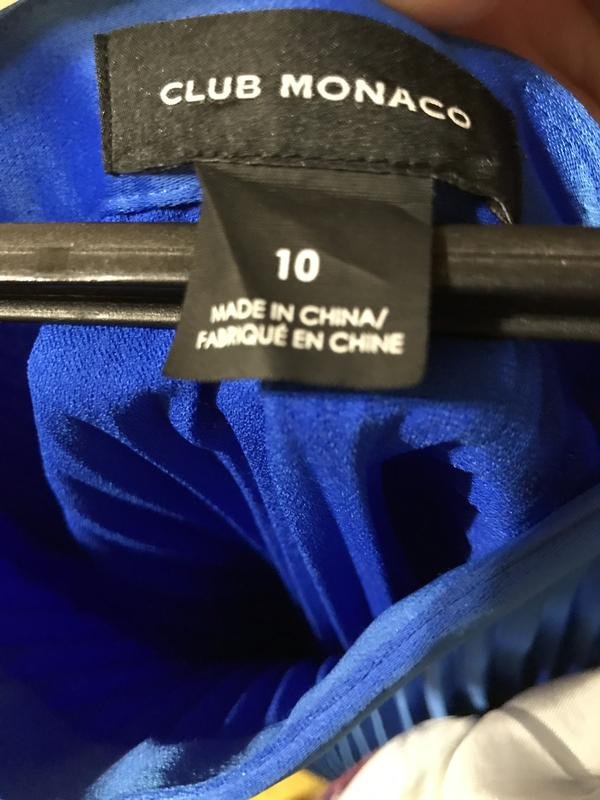 CLUB MONACO
10
MADE IN CHINA/
FABRIQUÉ EN CHINE